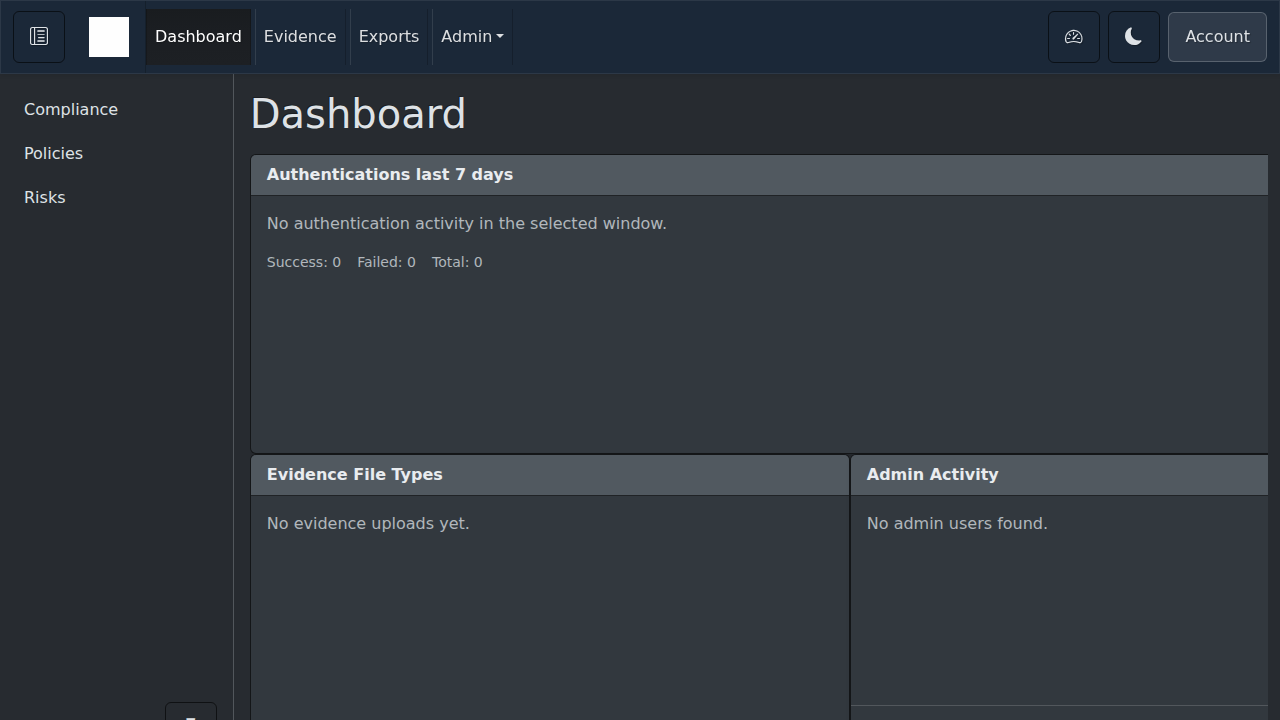 Dashboard
Evidence
Exports
Admin
Account
Compliance
Policies
Risks
Dashboard
Authentications last 7 days
No authentication activity in the selected window.
Success: 0 Failed: 0 Total: 0
Evidence File Types
No evidence uploads yet.
Admin Activity
No admin users found.